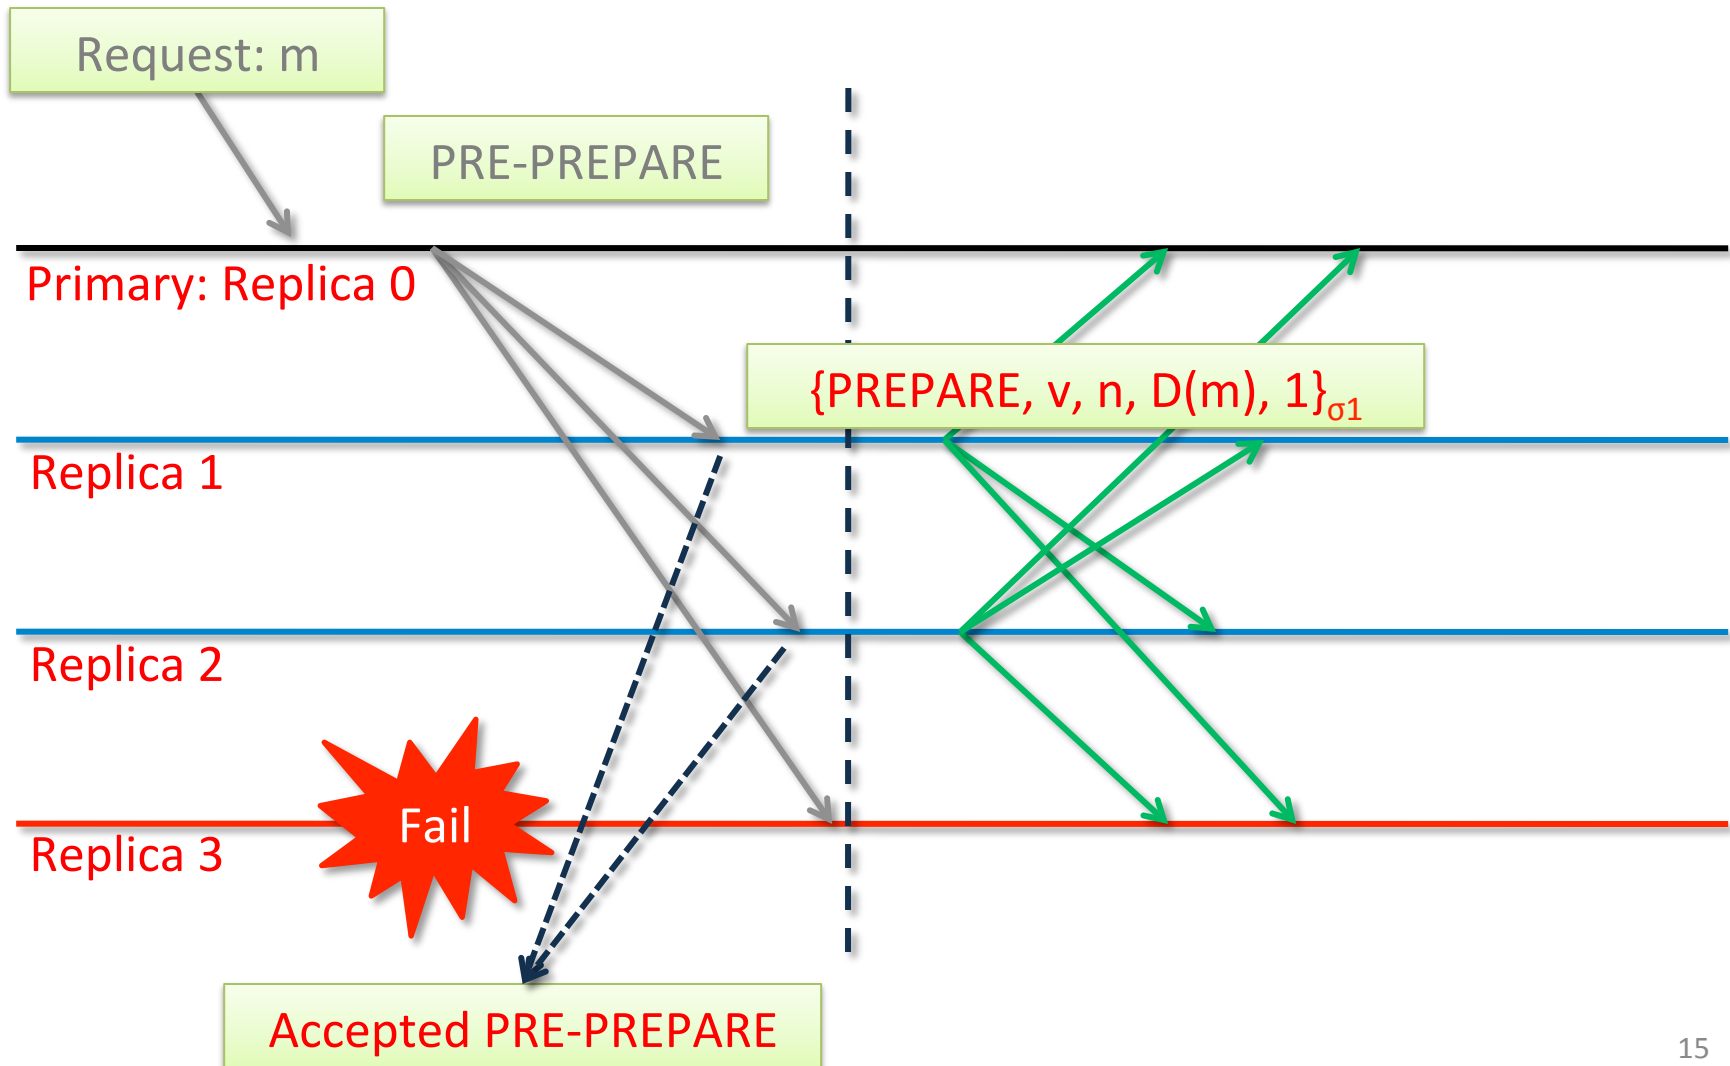 Request: m
PRE-PREPARE
Primary: Replica 0
{PREPARE, v, n, D(m), 1}σ1
Replica 1
Replica 2
Fail
Replica 3
Accepted PRE-PREPARE
15